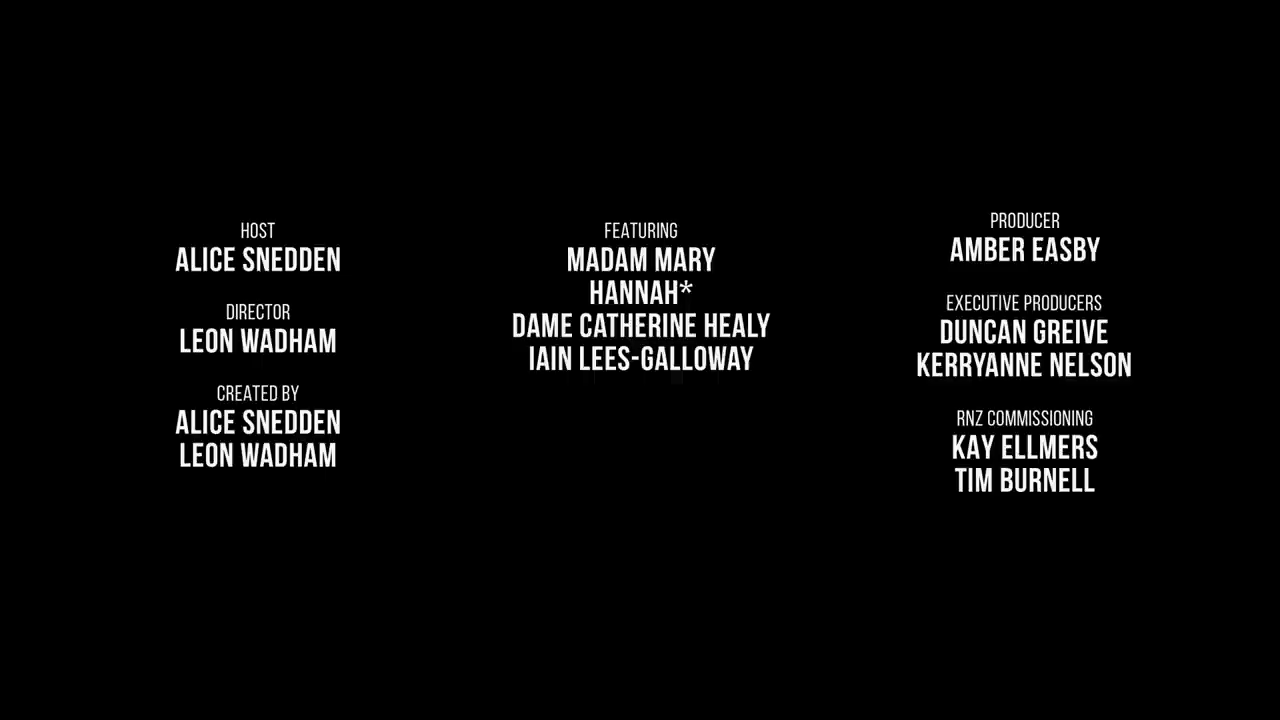 HOST
ALICE SNEDDEN
DIRECTOR
LEON WADHAM
CREATED BY
ALICE SNEDDEN
LEON WADHAM
FEATURING
MADAM MARY
HANNAH*
DAME CATHERINE HEALY
IAIN LEES-GALLOWAY
PRODUCER
AMBER EASBY
EXECUTIVE PRODUCERS
DUNCAN GREIVE
KERRYANNE NELSON
RNZ COMMISSIONING
KAY ELLMERS
TIM BURNELL